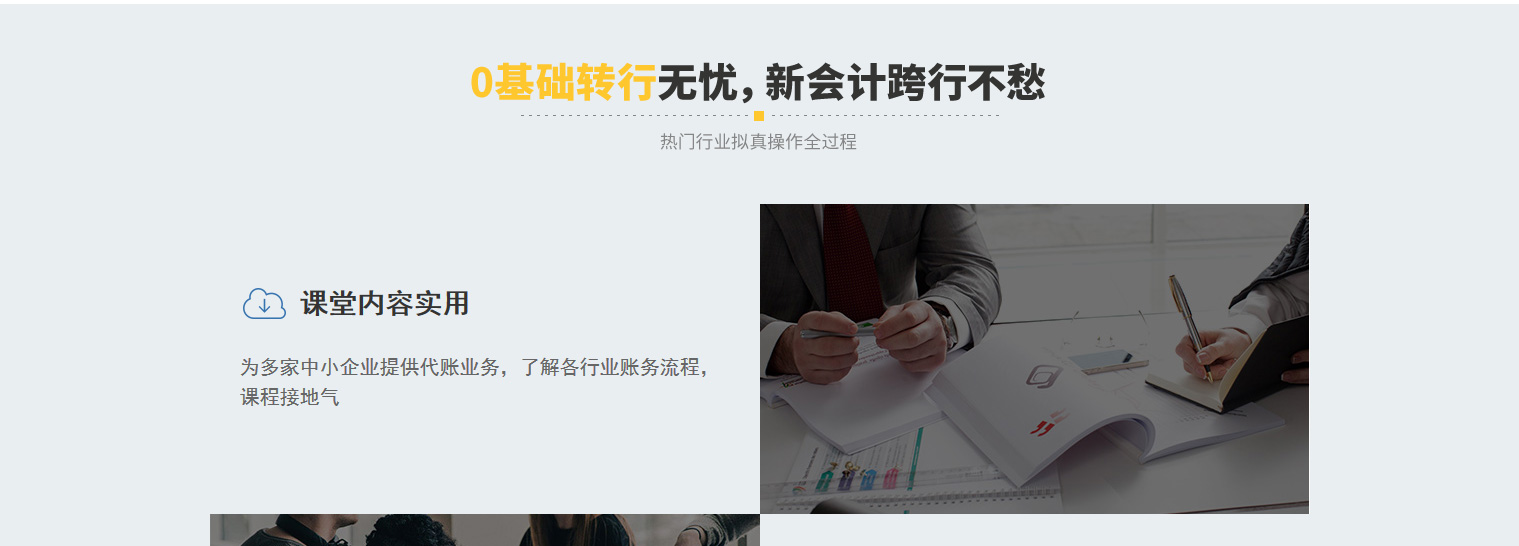 0基础转行无忧，新会计跨行不愁
热门行业拟真操作全过程
课堂内容实用
为多家中小企业提供代账业务，了解各行业账务流程，
课程接地气